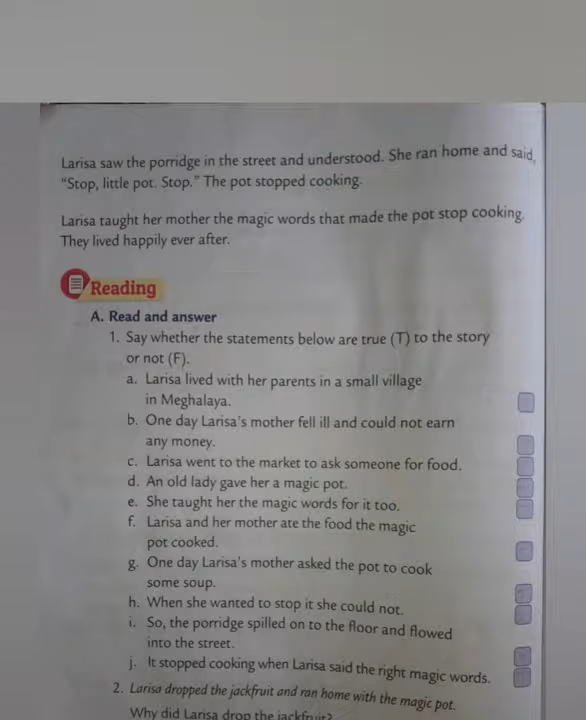 Larisa saw the porridge in the street and understood. She ran home and said,
“Stop, little pot. Stop.” The pot stopped cooking.
Larisa taught her mother the magic words that made the pot stop cooking.
They lived happily ever after.
Reading
A. Read and answer
1. Say whether the statements below are true (T) to the story
or not (F).
a. Larisa lived with her parents in a small village
in Meghalaya.
b. One day Larisa's mother fell ill and could not earn
any money.
c. Larisa went to the market to ask someone for food.
d. An old lady gave her a magic pot.
e. She taught her the magic words for it too.
f. Larisa and her mother ate the food the magic
pot cooked.
g. One day Larisa's mother asked the pot to cook
some soup.
h. When she wanted to stop it she could not.
i. So, the porridge spilled on to the floor and flowed
into the street.
j. It stopped cooking when Larisa said the right magic words.
2. Larisa dropped the jackfruit and ran home with the magic pot.
Why did Larisa drop the jackfruit?